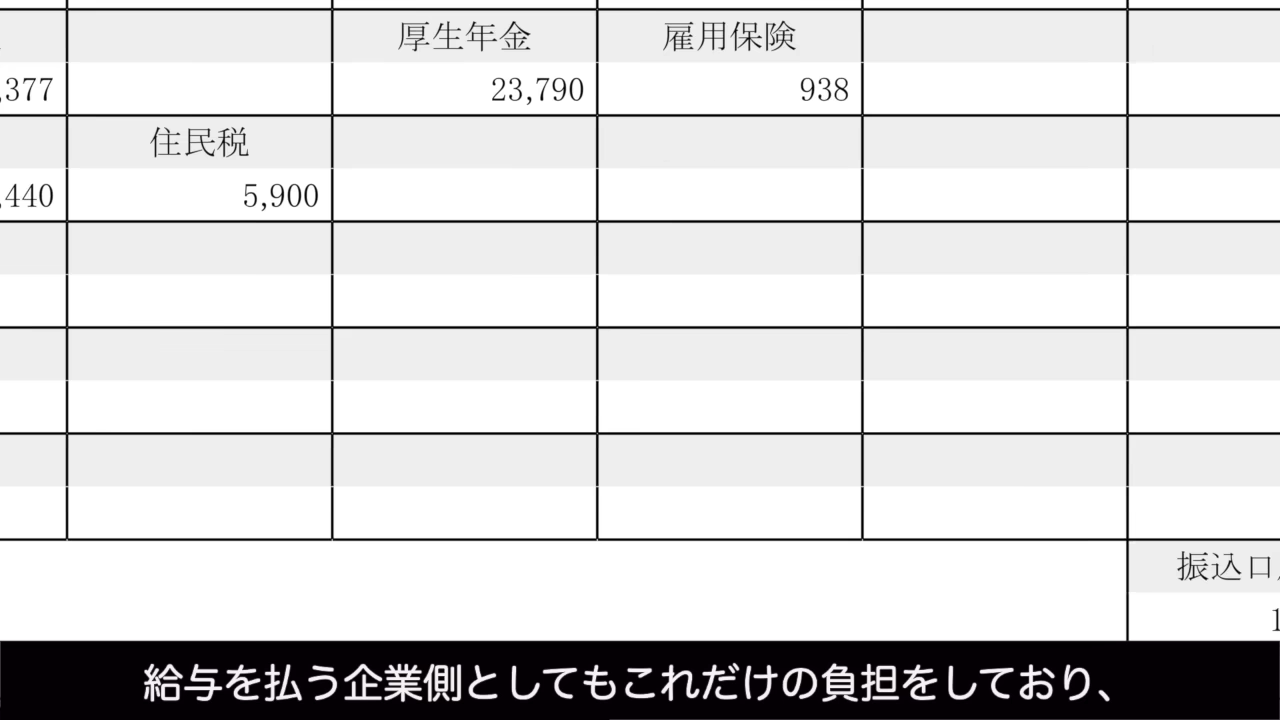 厚生年金 雇用保険
,377 23,790 938
住民税
,440 5,900
振込口
1
給与を払う企業側としてもこれだけの負担をしており、